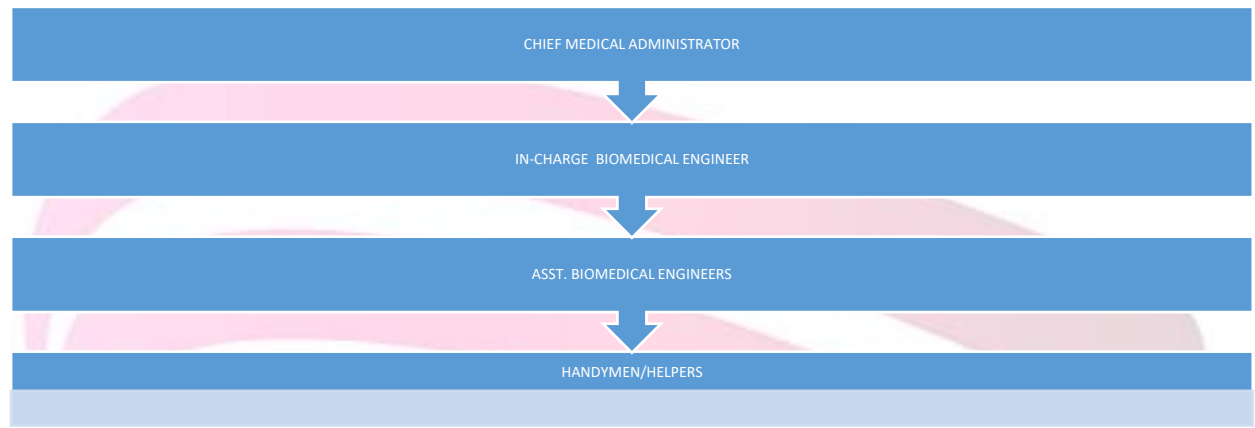 CHIEF MEDICAL ADMINISTRATOR
IN-CHARGE BIOMEDICAL ENGINEER
ASST. BIOMEDICAL ENGINEERS
HANDYMEN/HELPERS